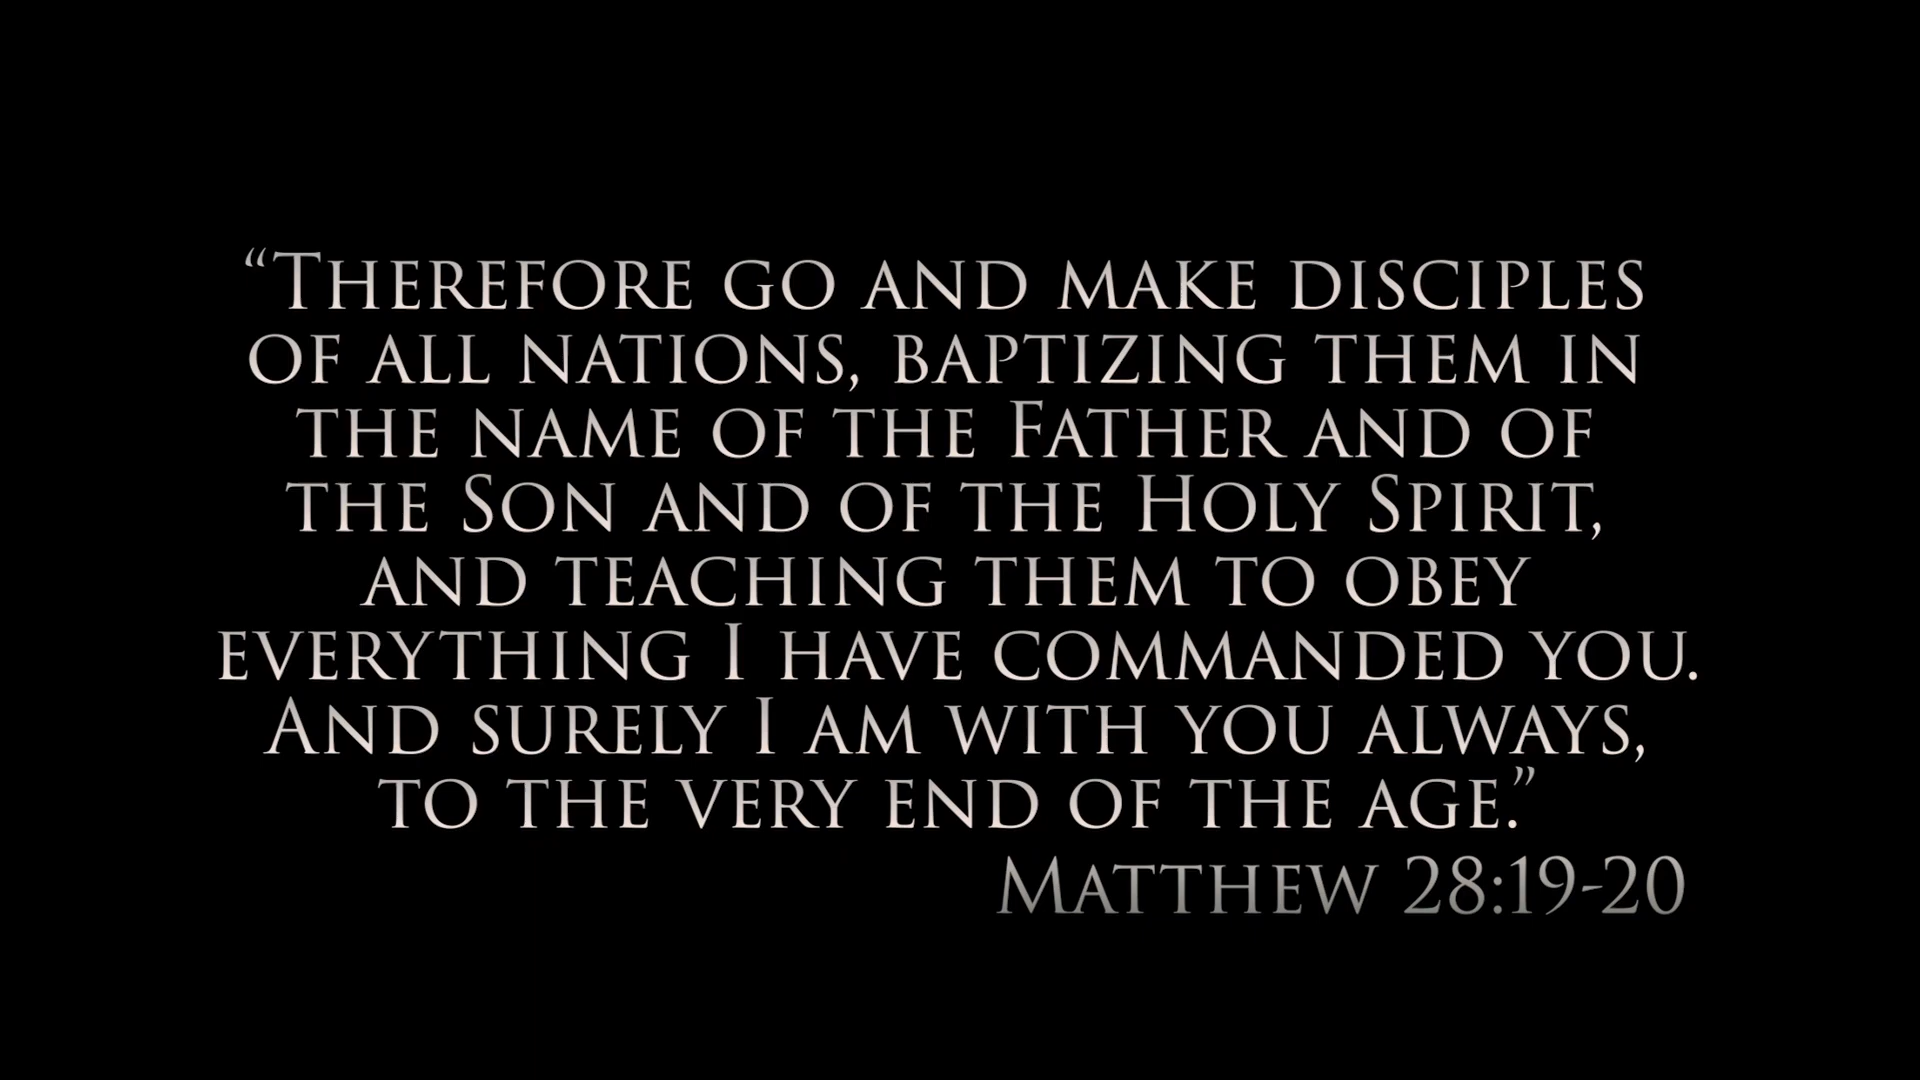 “Therefore go and make disciples
of all nations, baptizing them in
the name of the Father and of
the Son and of the Holy Spirit,
and teaching them to obey
everything I have commanded you.
And surely I am with you always,
to the very end of the age.”
Matthew 28:19-20